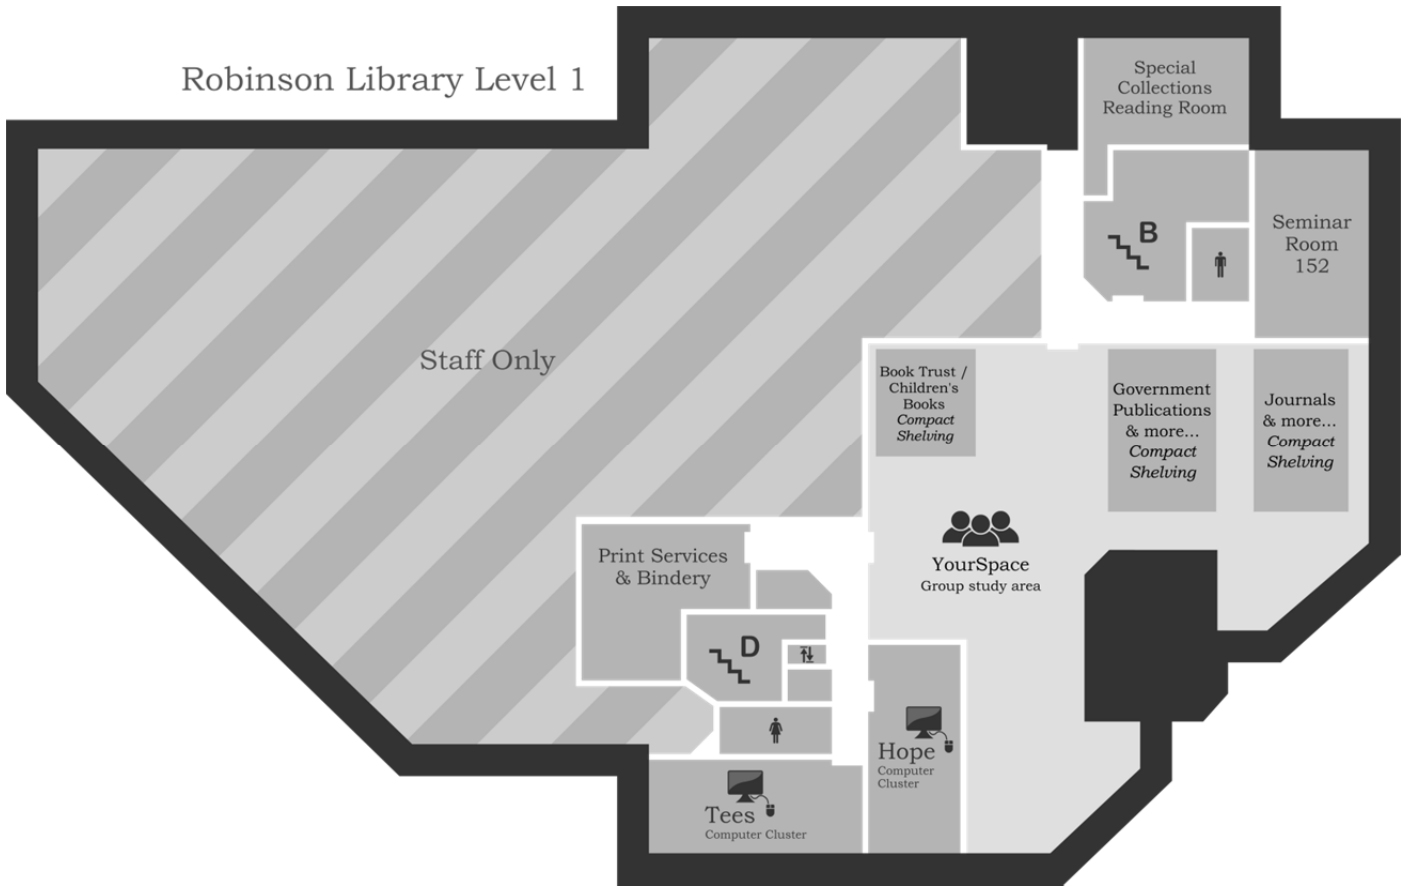 Robinson Library Level 1
Special
Collections
Reading Room
B
Seminar
Room
152
Staff Only
Book Trust /
Children's
Books
Compact
Shelving
Government
Publications
& more...
Compact
Shelving
Journals
& more...
Compact
Shelving
YourSpace
Group study area
Print Services
& Bindery
D
Hope
Computer
Cluster
Tees
Computer Cluster